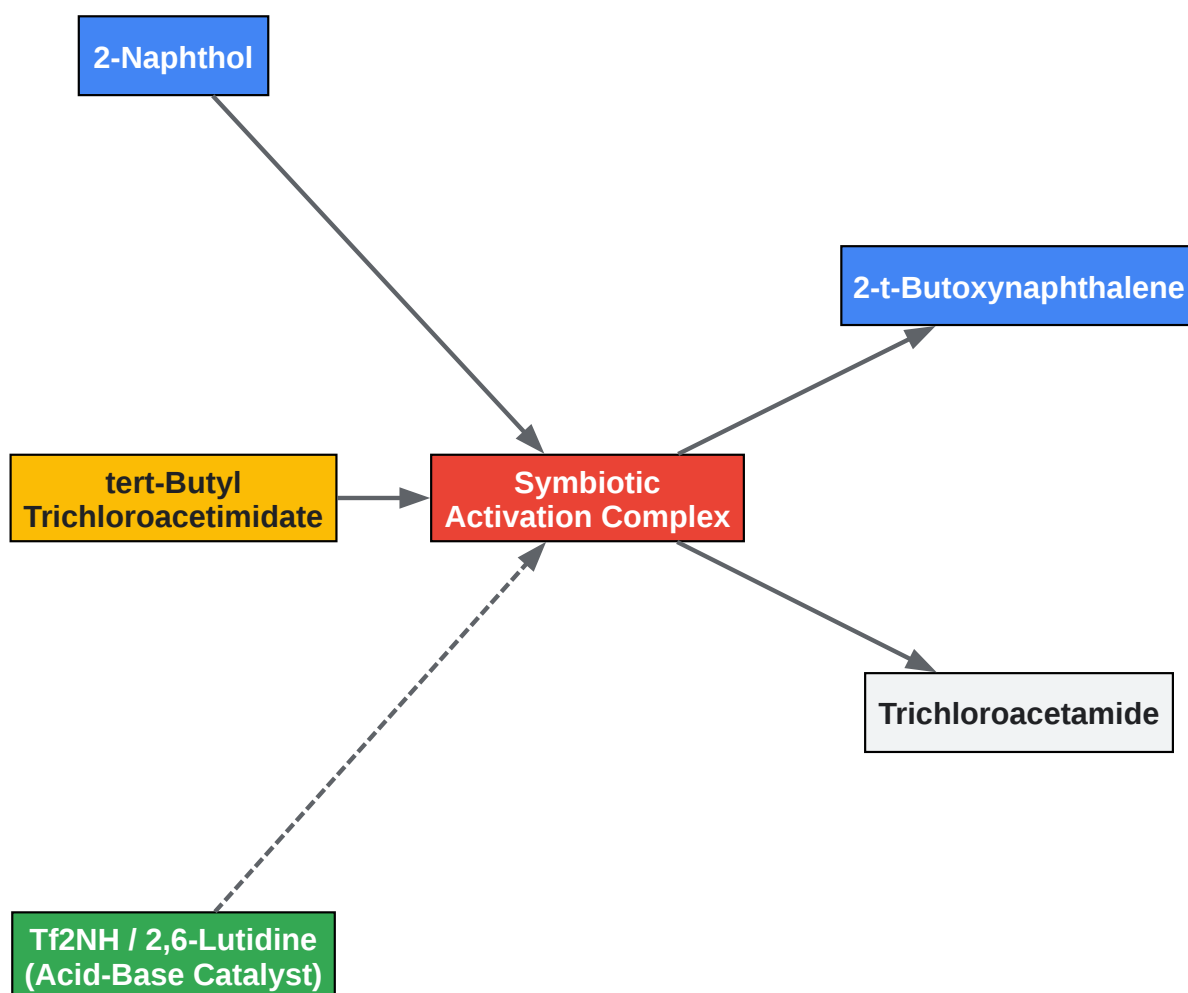 2-Naphthol
2-t-Butoxynaphthalene
tert-Butyl
Trichloroacetimidate
Symbiotic
Activation Complex
Trichloroacetamide
Tf2NH / 2,6-Lutidine
(Acid-Base Catalyst)